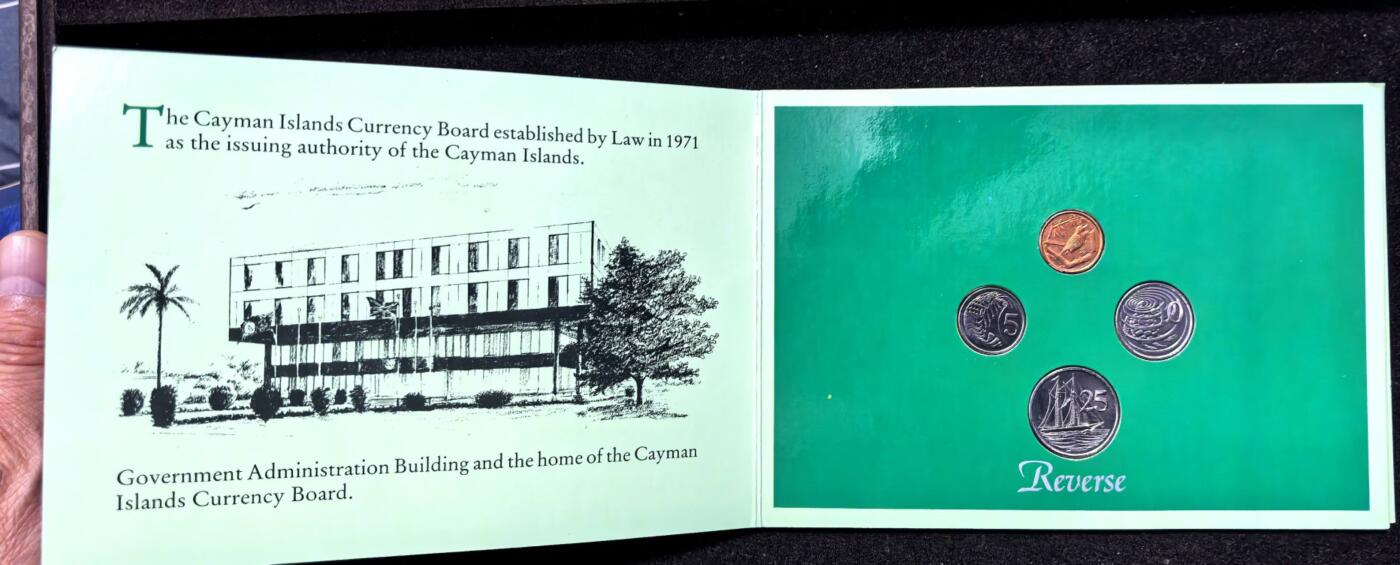 The Cayman Islands Currency Board established by Law in 1971
as the issuing authority of the Cayman Islands.
Government Administration Building and the home of the Cayman
Islands Currency Board.
5
25
Reverse